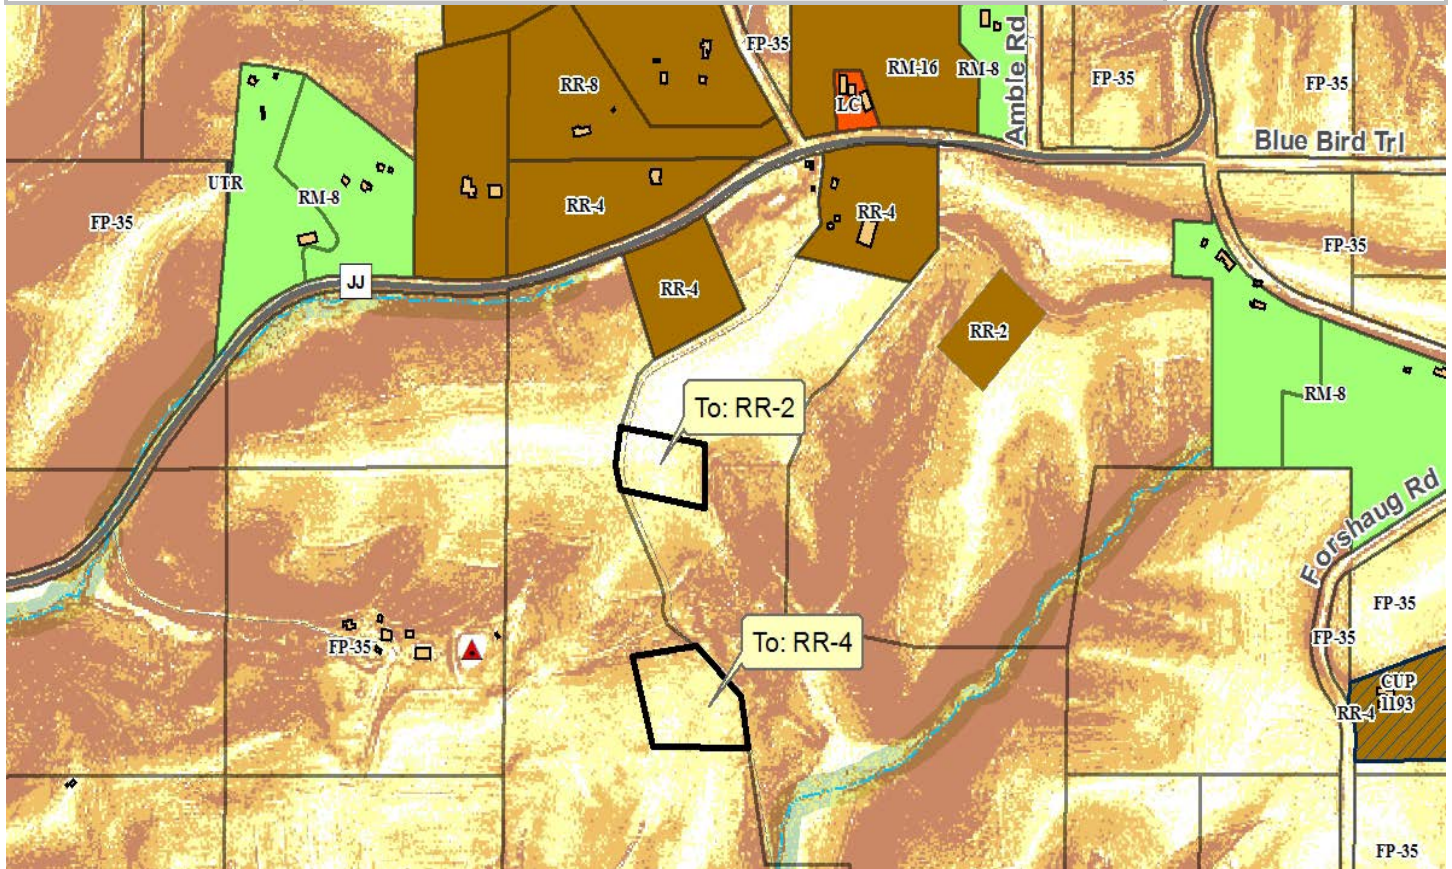 FP-35
Amble Rd
RM-16
RM-8
FP-35
FP-35
RR-8
LC
Blue Bird Trl
UTR
RM-8
FP-35
RR-4
RR-4
FP-35
JJ
RR-4
RR-2
RM-8
To: RR-2
Forshaug Rd
FP-35
To: RR-4
FP-35
FP-35
CUP
1193
RR-4
FP-35